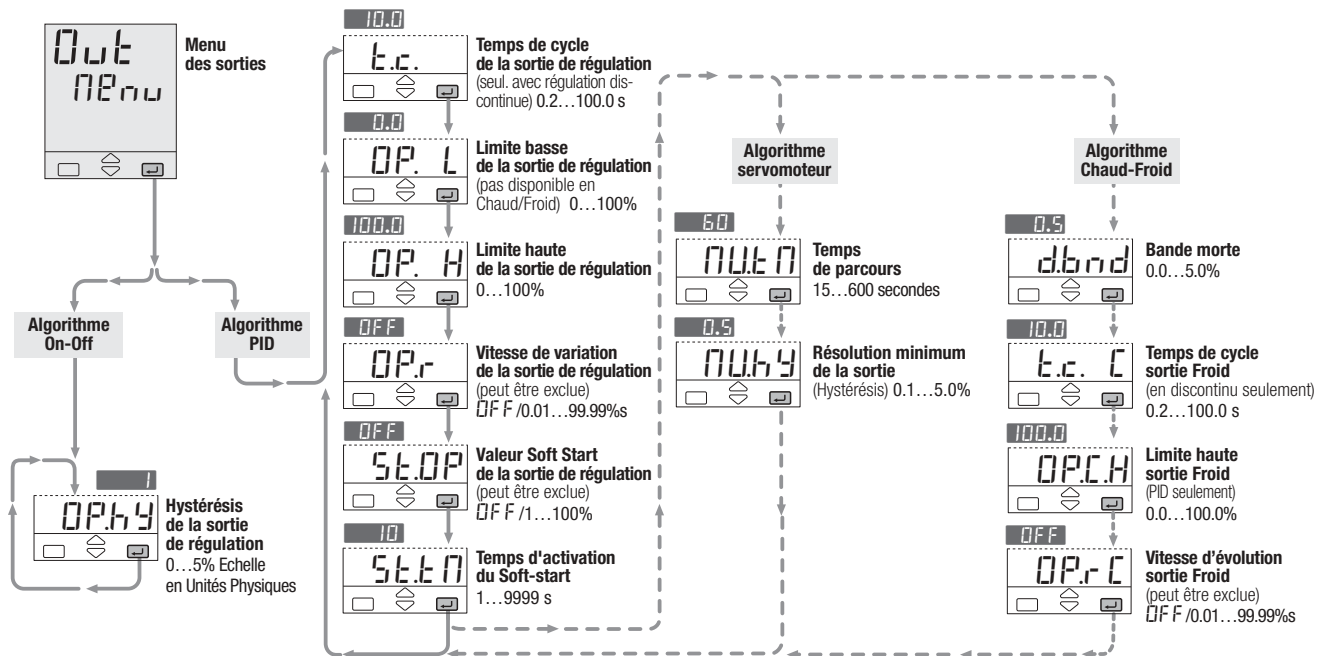 Out
Menu
Menu
des sorties
Algorithme
On-Off
Algorithme
PID
1
OP.hY
Hystérésis
de la sortie
de régulation
0…5% Echelle
en Unités Physiques
10.0
t.c.
Temps de cycle
de la sortie de régulation
(seul. avec régulation dis-
continue) 0.2…100.0 s
0.0
OP. L
Limite basse
de la sortie de régulation
(pas disponible en
Chaud/Froid) 0…100%
100.0
OP. H
Limite haute
de la sortie de régulation
0…100%
OFF
OP.r
Vitesse de variation
de la sortie de régulation
(peut être exclue)
OFF/0.01…99.99%s
OFF
St.OP
Valeur Soft Start
de la sortie de régulation
(peut être exclue)
OFF/1…100%
10
St.tM
Temps d'activation
du Soft-start
1…9999 s
Algorithme
servomoteur
60
MV.tM
Temps
de parcours
15…600 secondes
0.5
MV.hY
Résolution minimum
de la sortie
(Hystérésis) 0.1…5.0%
Algorithme
Chaud-Froid
0.5
d.bnd
Bande morte
0.0…5.0%
10.0
t.c. C
Temps de cycle
sortie Froid
(en discontinu seulement)
0.2…100.0 s
100.0
OP.C.H
Limite haute
sortie Froid
(PID seulement)
0.0…100.0%
OFF
OP.r C
Vitesse d’évolution
sortie Froid
(peut être exclue)
OFF/0.01…99.99%s